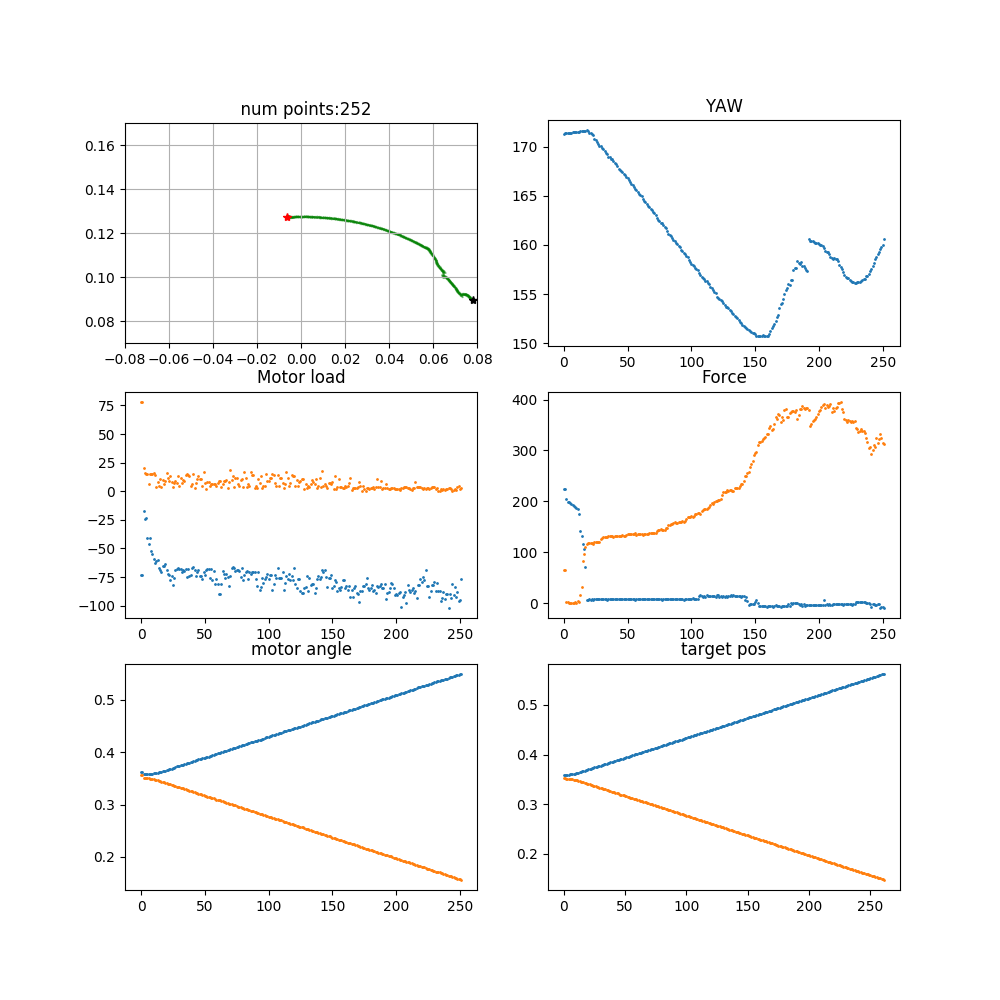 num points:252
YAW
0.16
0.14
0.12
0.10
0.08
−0.08 −0.06 −0.04 −0.02 0.00 0.02 0.04 0.06 0.08
170
165
160
155
150
0 50 100 150 200 250
Motor load
Force
75
50
25
0
−25
−50
−75
−100
0 50 100 150 200 250
400
300
200
100
0
0 50 100 150 200 250
motor angle
target pos
0.5
0.4
0.3
0.2
0 50 100 150 200 250
0.5
0.4
0.3
0.2
0 50 100 150 200 250